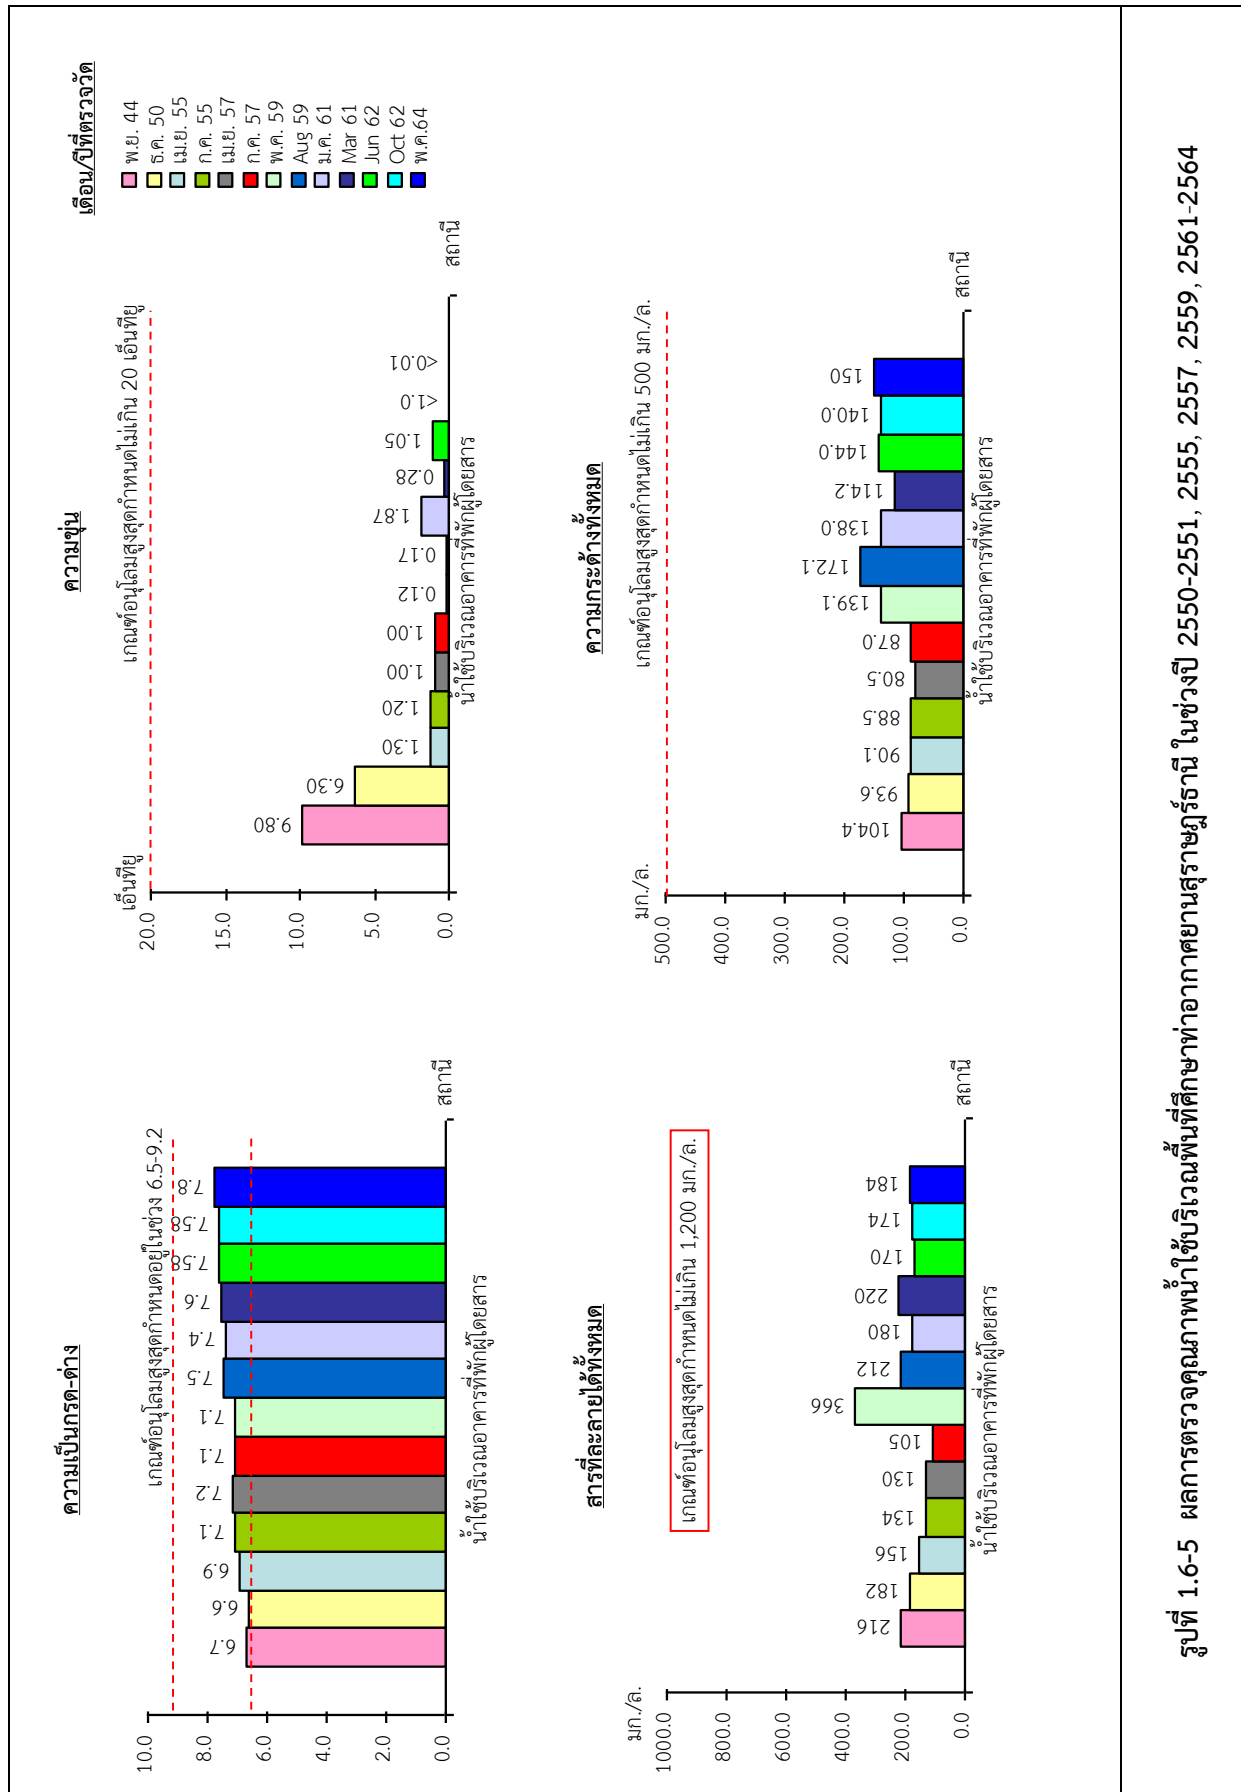 ความเป็นกรด-ด่าง
เกณฑ์อนุโลมสูงสุดกำหนดอยู่ในช่วง 6.5-9.2
10.0
8.0
6.0
4.0
2.0
0.0
6.7
6.6
6.9
7.1
7.2
7.1
7.1
7.5
7.4
7.6
7.58
7.58
7.8
น้ำใช้บริเวณอาคารที่พักผู้โดยสาร
สถานี
ความขุ่น
เอ็นทียู
เกณฑ์อนุโลมสูงสุดกำหนดไม่เกิน 20 เอ็นทียู
20.0
15.0
10.0
5.0
0.0
9.80
6.30
1.30
1.20
1.00
1.00
0.12
0.17
1.87
0.28
1.05
<1.0
<0.01
น้ำใช้บริเวณอาคารที่พักผู้โดยสาร
สถานี
เดือน/ปีที่ตรวจวัด
พ.ย. 44
ธ.ค. 50
เม.ย. 55
ก.ค. 55
เม.ย. 57
ก.ค. 57
พ.ค. 59
Aug 59
ม.ค. 61
Mar 61
Jun 62
Oct 62
พ.ค.64
สารที่ละลายได้ทั้งหมด
มก./ล.
เกณฑ์อนุโลมสูงสุดกำหนดไม่เกิน 1,200 มก./ล.
1000.0
800.0
600.0
400.0
200.0
0.0
216
182
156
134
130
105
366
212
180
220
170
174
184
น้ำใช้บริเวณอาคารที่พักผู้โดยสาร
สถานี
ความกระด้างทั้งหมด
มก./ล.
เกณฑ์อนุโลมสูงสุดกำหนดไม่เกิน 500 มก./ล.
500.0
400.0
300.0
200.0
100.0
0.0
104.4
93.6
90.1
88.5
80.5
87.0
139.1
172.1
138.0
114.2
144.0
140.0
150
น้ำใช้บริเวณอาคารที่พักผู้โดยสาร
สถานี
รูปที่ 1.6-5 ผลการตรวจคุณภาพน้ำใช้บริเวณพื้นที่ศึกษาท่าอากาศยานสุราษฎร์ธานี ในช่วงปี 2550-2551, 2555, 2557, 2559, 2561-2564